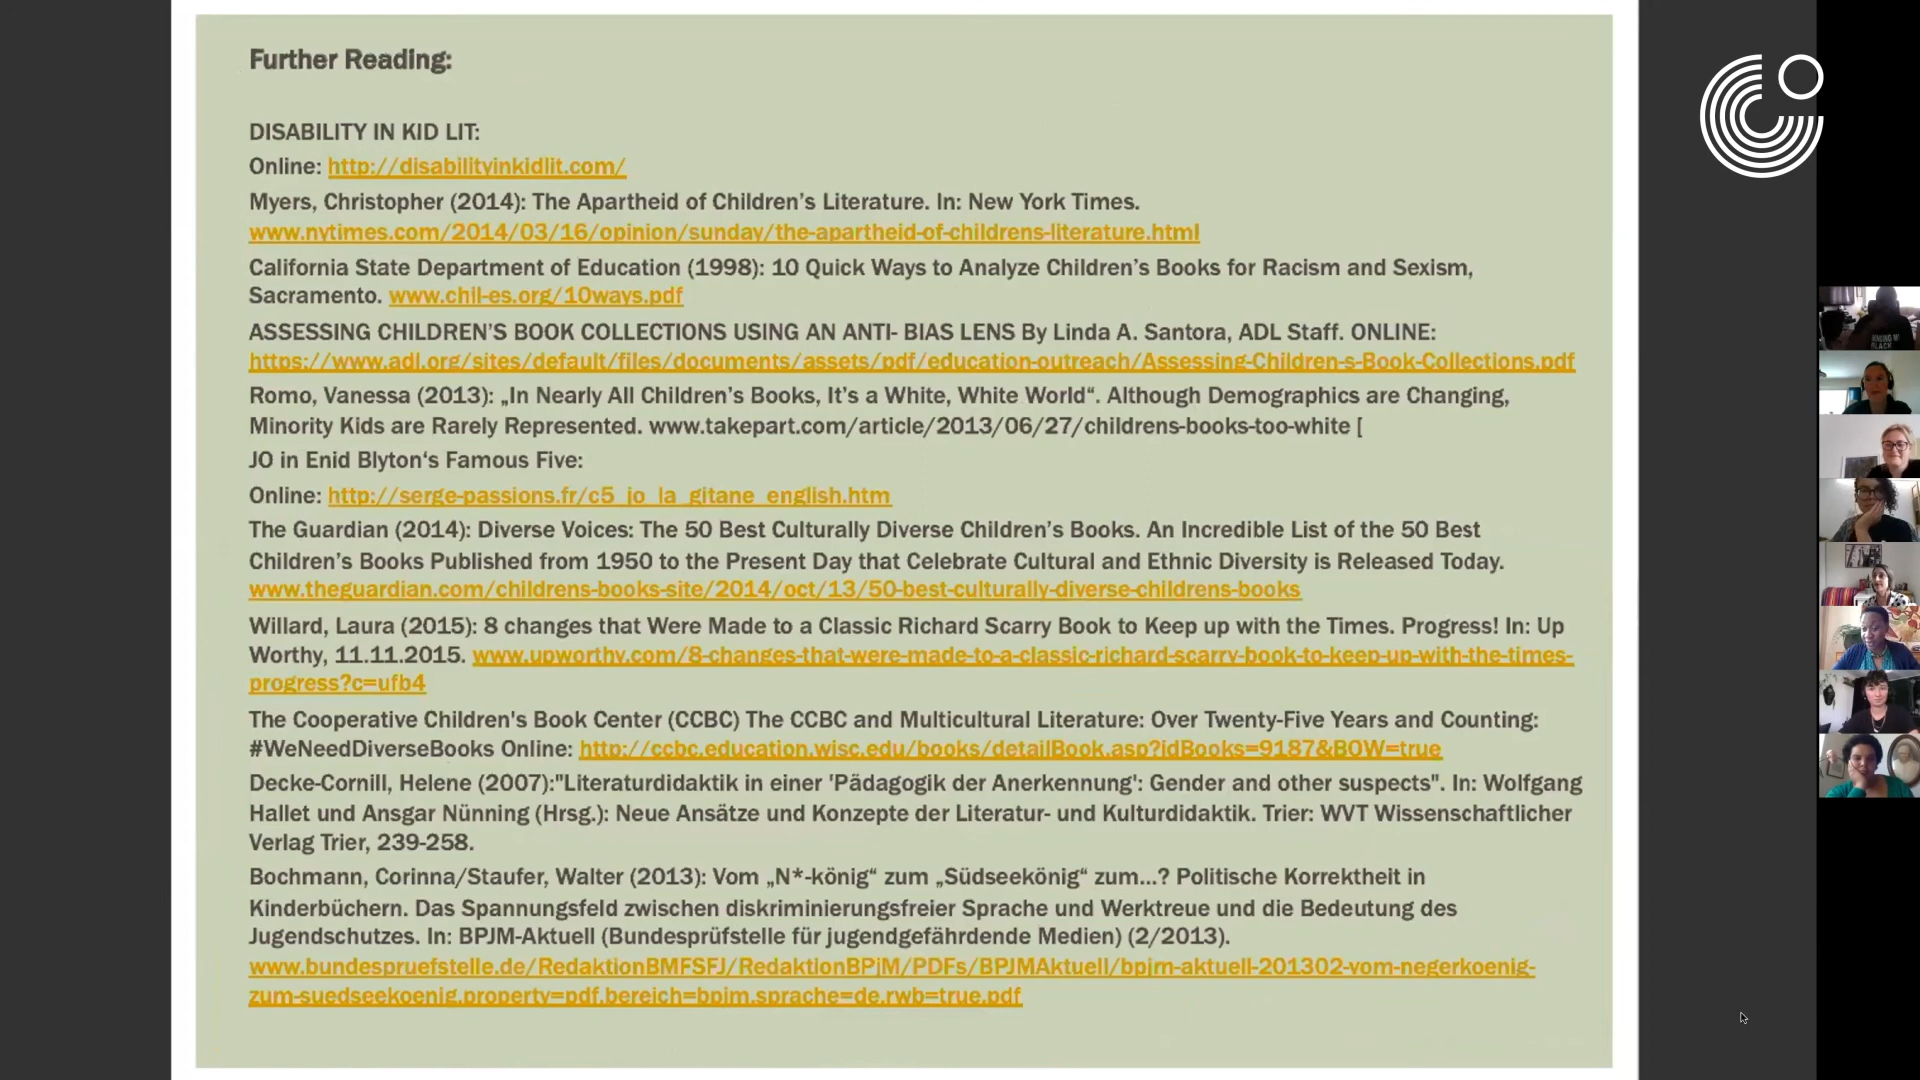 Further Reading:
DISABILITY IN KID LIT:
Online: http://disabilityinkidlit.com/
Myers, Christopher (2014): The Apartheid of Children’s Literature. In: New York Times.
www.nytimes.com/2014/03/16/opinion/sunday/the-apartheid-of-childrens-literature.html
California State Department of Education (1998): 10 Quick Ways to Analyze Children’s Books for Racism and Sexism,
Sacramento. www.chil-es.org/10ways.pdf
ASSESSING CHILDREN’S BOOK COLLECTIONS USING AN ANTI- BIAS LENS By Linda A. Santora, ADL Staff. ONLINE:
https://www.adl.org/sites/default/files/documents/assets/pdf/education-outreach/Assessing-Children-s-Book-Collections.pdf
Romo, Vanessa (2013): „In Nearly All Children’s Books, It’s a White, White World“. Although Demographics are Changing,
Minority Kids are Rarely Represented. www.takepart.com/article/2013/06/27/childrens-books-too-white [
JO in Enid Blyton‘s Famous Five:
Online: http://serge-passions.fr/c5_jo_la_gitane_english.htm
The Guardian (2014): Diverse Voices: The 50 Best Culturally Diverse Children’s Books. An Incredible List of the 50 Best
Children’s Books Published from 1950 to the Present Day that Celebrate Cultural and Ethnic Diversity is Released Today.
www.theguardian.com/childrens-books-site/2014/oct/13/50-best-culturally-diverse-childrens-books
Willard, Laura (2015): 8 changes that Were Made to a Classic Richard Scarry Book to Keep up with the Times. Progress! In: Up
Worthy, 11.11.2015. www.upworthy.com/8-changes-that-were-made-to-a-classic-richard-scarry-book-to-keep-up-with-the-times-
progress?c=ufb4
The Cooperative Children's Book Center (CCBC) The CCBC and Multicultural Literature: Over Twenty-Five Years and Counting:
#WeNeedDiverseBooks Online: http://ccbc.education.wisc.edu/books/detailBook.asp?idBooks=9187&BOW=true
Decke-Cornill, Helene (2007):"Literaturdidaktik in einer 'Pädagogik der Anerkennung': Gender and other suspects". In: Wolfgang
Hallet und Ansgar Nünning (Hrsg.): Neue Ansätze und Konzepte der Literatur- und Kulturdidaktik. Trier: WVT Wissenschaftlicher
Verlag Trier, 239-258.
Bochmann, Corinna/Staufer, Walter (2013): Vom „N*-könig“ zum „Südseekönig“ zum...? Politische Korrektheit in
Kinderbüchern. Das Spannungsfeld zwischen diskriminierungsfreier Sprache und Werktreue und die Bedeutung des
Jugendschutzes. In: BPJM-Aktuell (Bundesprüfstelle für jugendgefährdende Medien) (2/2013).
www.bundespruefstelle.de/RedaktionBMFSFJ/RedaktionBPjM/PDFs/BPJMAktuell/bpjm-aktuell-201302-vom-negerkoenig-
zum-suedseekoenig,property=pdf,bereich=bpjm,sprache=de,rwb=true.pdf